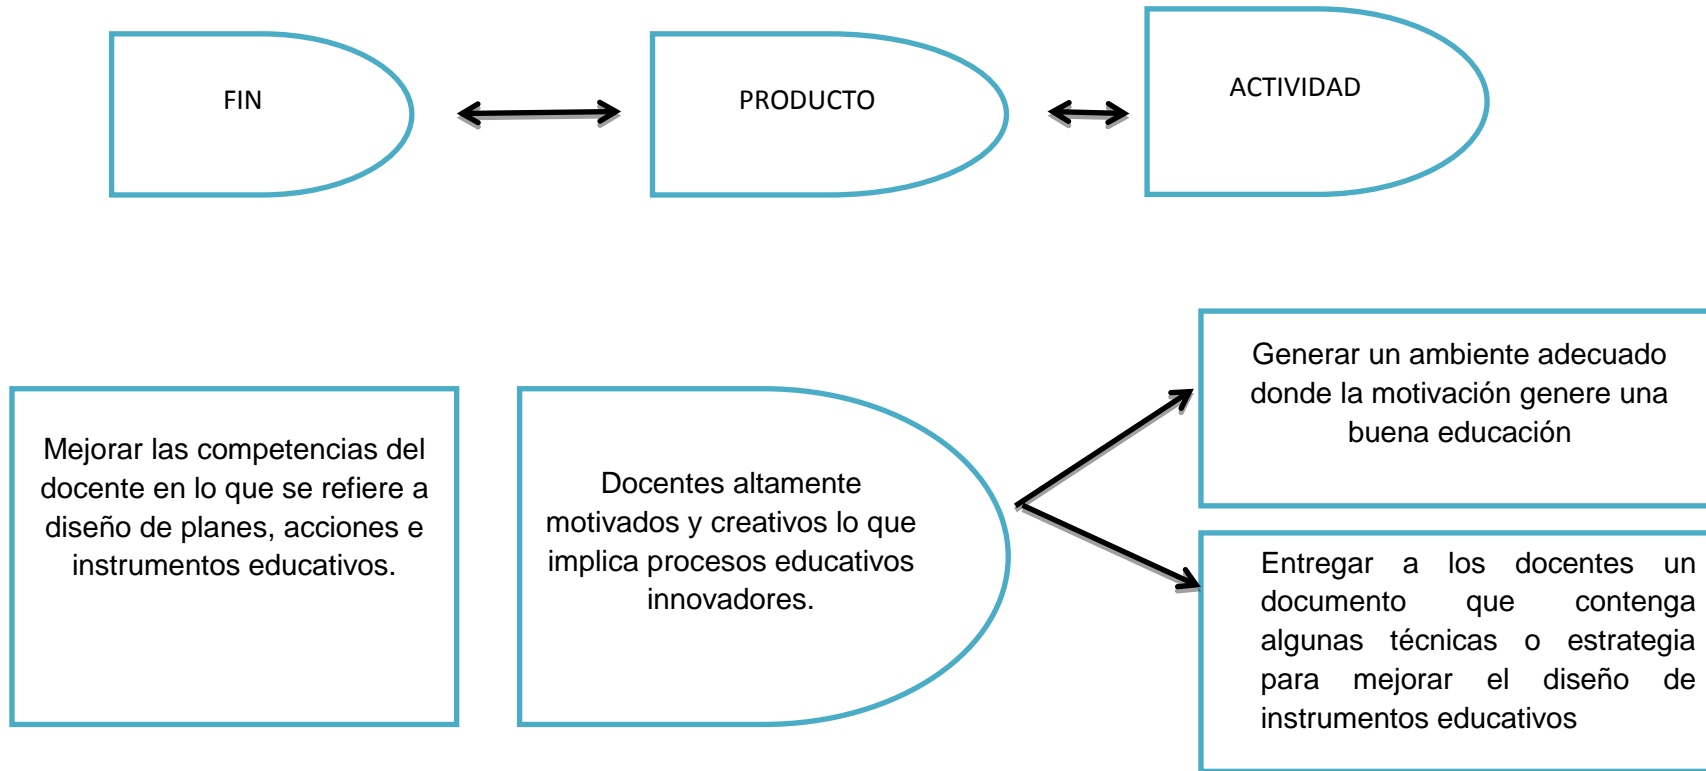 FIN
PRODUCTO
ACTIVIDAD
Mejorar las competencias del
docente en lo que se refiere a
diseño de planes, acciones e
instrumentos educativos.
Docentes altamente
motivados y creativos lo que
implica procesos educativos
innovadores.
Generar un ambiente adecuado
donde la motivación genere una
buena educación
Entregar a los docentes un
documento que contenga
algunas técnicas o estrategia
para mejorar el diseño de
instrumentos educativos